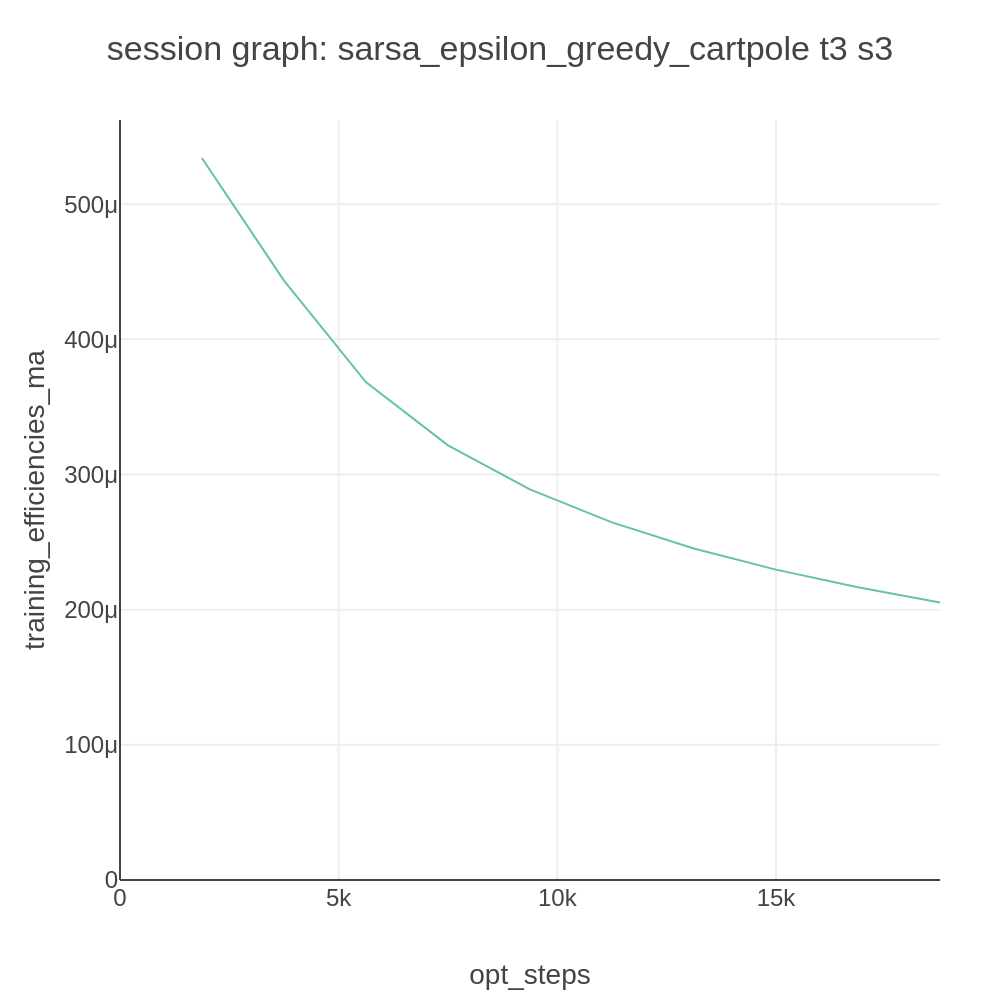 session graph: sarsa_epsilon_greedy_cartpole t3 s3
training_efficiencies_ma
500μ
400μ
300μ
200μ
100μ
0
0 5k 10k 15k
opt_steps